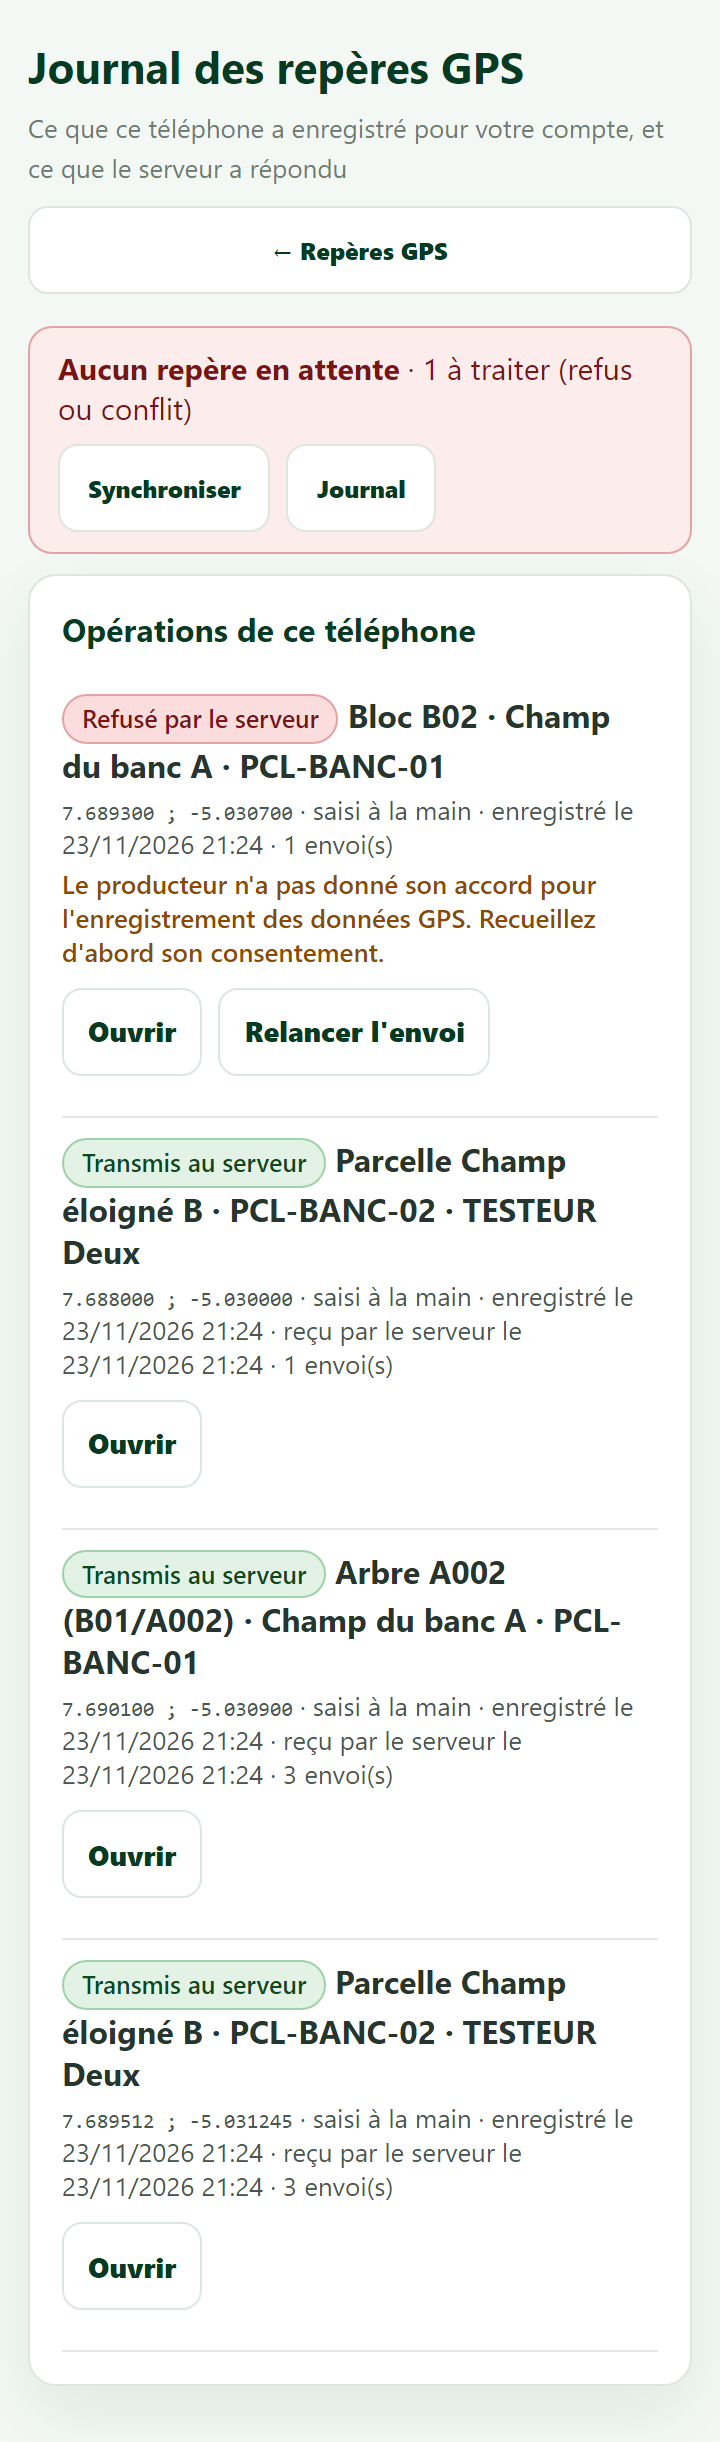 Journal des repères GPS
Ce que ce téléphone a enregistré pour votre compte, et
ce que le serveur a répondu
← Repères GPS
Aucun repère en attente · 1 à traiter (refus
ou conflit)
Synchroniser Journal
Opérations de ce téléphone
Refusé par le serveur Bloc B02 · Champ
du banc A · PCL-BANC-01
7.689300 ; -5.030700 · saisi à la main · enregistré le
23/11/2026 21:24 · 1 envoi(s)
Le producteur n'a pas donné son accord pour
l'enregistrement des données GPS. Recueillez
d'abord son consentement.
Ouvrir Relancer l'envoi
Transmis au serveur Parcelle Champ
éloigné B · PCL-BANC-02 · TESTEUR
Deux
7.688000 ; -5.030000 · saisi à la main · enregistré le
23/11/2026 21:24 · reçu par le serveur le
23/11/2026 21:24 · 1 envoi(s)
Ouvrir
Transmis au serveur Arbre A002
(B01/A002) · Champ du banc A · PCL-
BANC-01
7.690100 ; -5.030900 · saisi à la main · enregistré le
23/11/2026 21:24 · reçu par le serveur le
23/11/2026 21:24 · 3 envoi(s)
Ouvrir
Transmis au serveur Parcelle Champ
éloigné B · PCL-BANC-02 · TESTEUR
Deux
7.689512 ; -5.031245 · saisi à la main · enregistré le
23/11/2026 21:24 · reçu par le serveur le
23/11/2026 21:24 · 3 envoi(s)
Ouvrir